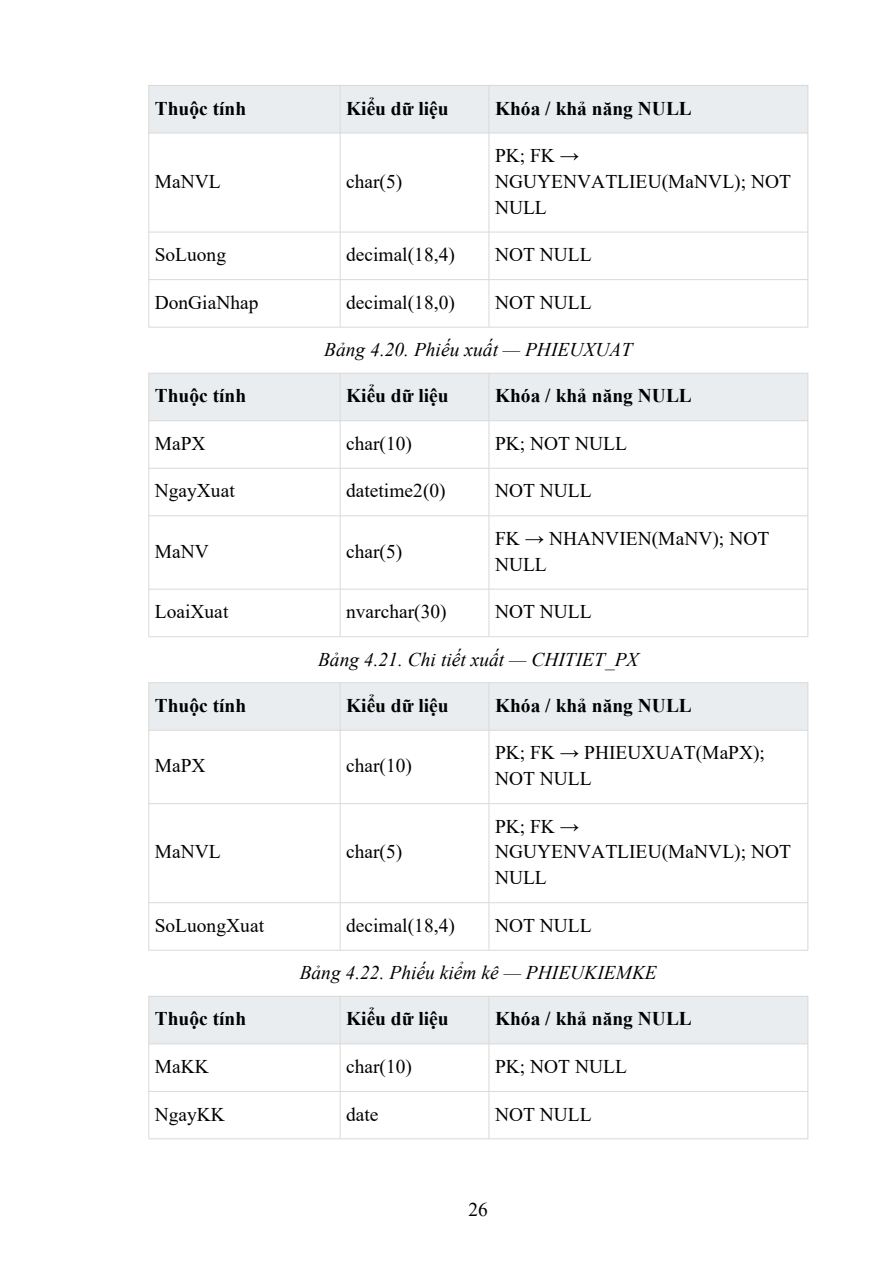 Thuộc tính Kiểu dữ liệu Khóa / khả năng NULL
PK; FK →
MaNVL char(5) NGUYENVATLIEU(MaNVL); NOT
NULL
SoLuong decimal(18,4) NOT NULL
DonGiaNhap decimal(18,0) NOT NULL
Bảng 4.20. Phiếu xuất — PHIEUXUAT
Thuộc tính Kiểu dữ liệu Khóa / khả năng NULL
MaPX char(10) PK; NOT NULL
NgayXuat datetime2(0) NOT NULL
MaNV char(5) FK → NHANVIEN(MaNV); NOT
NULL
LoaiXuat nvarchar(30) NOT NULL
Bảng 4.21. Chi tiết xuất — CHITIET_PX
Thuộc tính Kiểu dữ liệu Khóa / khả năng NULL
MaPX char(10) PK; FK → PHIEUXUAT(MaPX);
NOT NULL
PK; FK →
MaNVL char(5) NGUYENVATLIEU(MaNVL); NOT
NULL
SoLuongXuat decimal(18,4) NOT NULL
Bảng 4.22. Phiếu kiểm kê — PHIEUKIEMKE
Thuộc tính Kiểu dữ liệu Khóa / khả năng NULL
MaKK char(10) PK; NOT NULL
NgayKK date NOT NULL
26